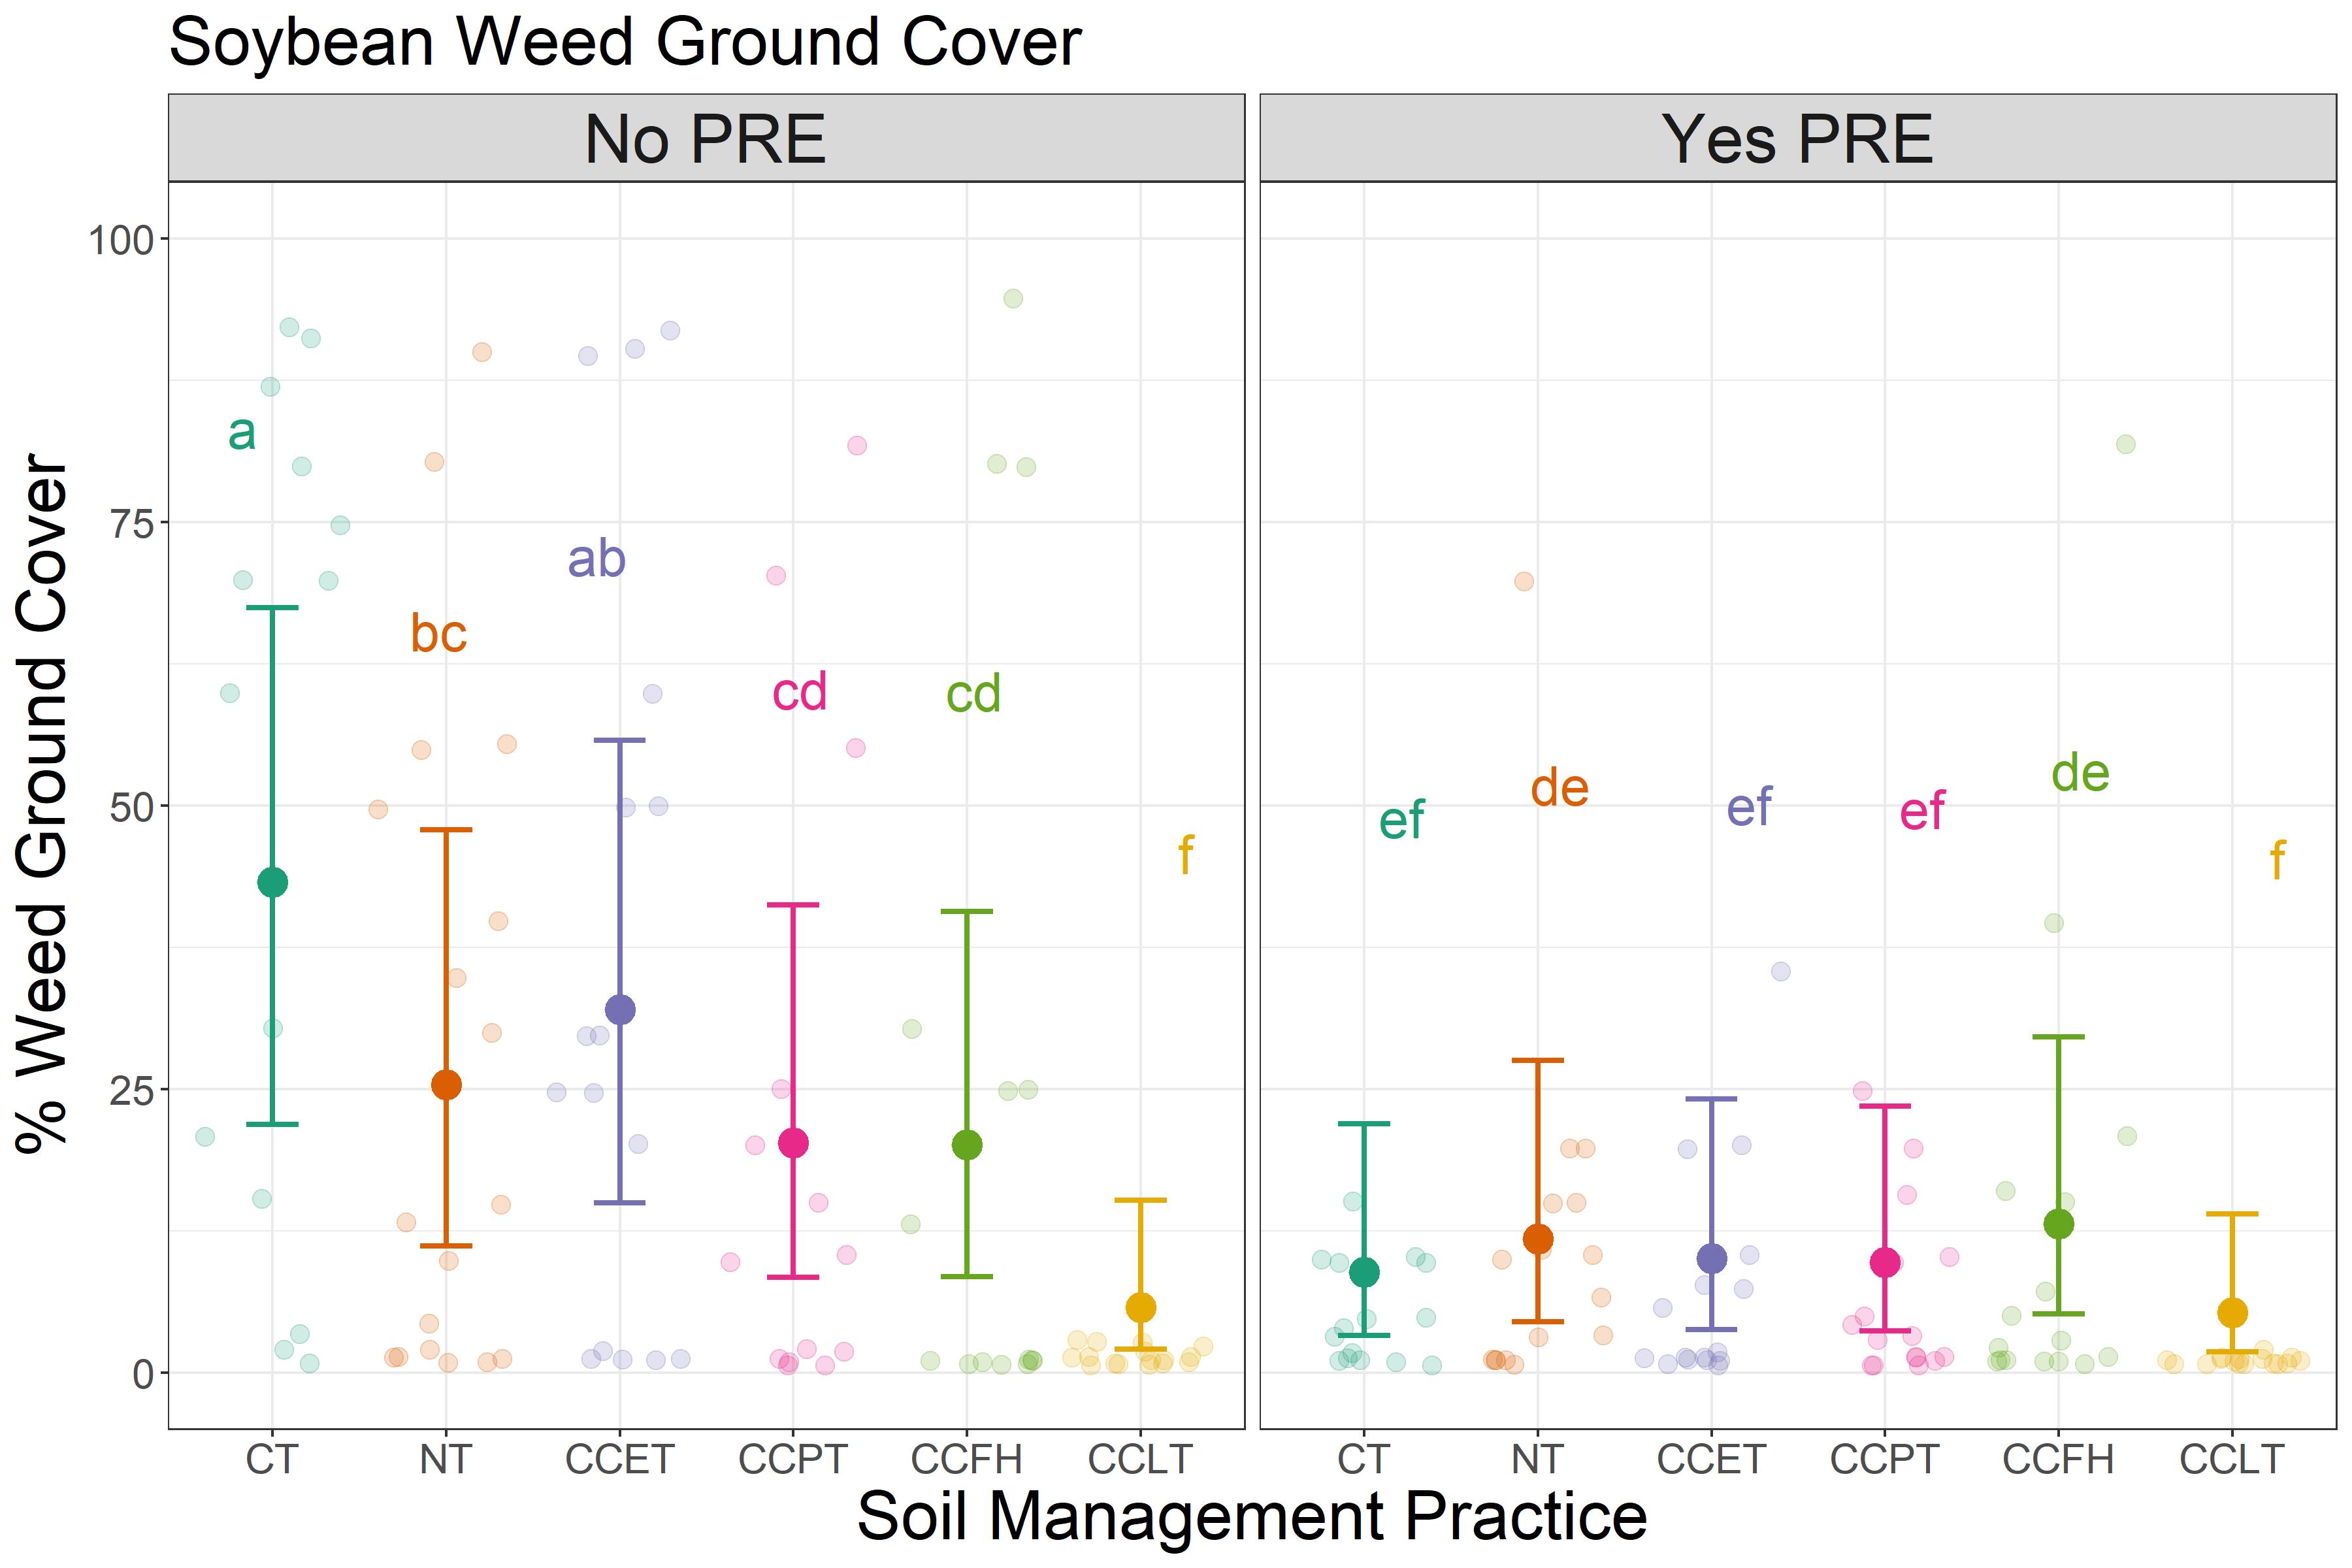 Soybean Weed Ground Cover
No PRE
Yes PRE
% Weed Ground Cover
100
75
50
25
0
a
bc
ab
cd
cd
f
ef
de
ef
ef
de
f
CT NT CCET CCPT CCFH CCLT
CT NT CCET CCPT CCFH CCLT
Soil Management Practice